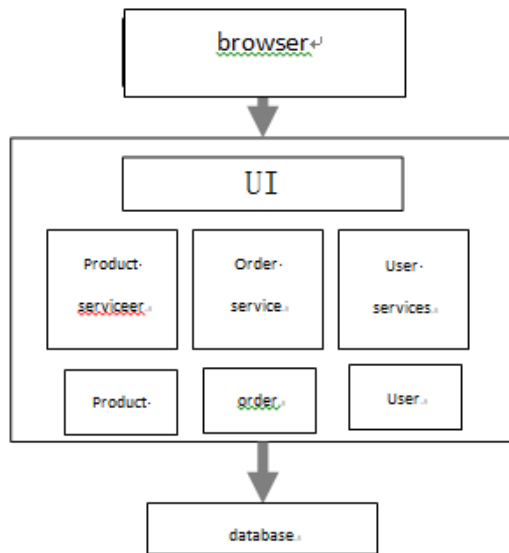 browser
UI
Product
serviceer
Order
service
User
services
Product
order
User
database